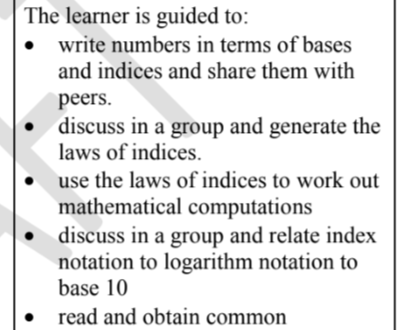 The learner is guided to:
• write numbers in terms of bases
and indices and share them with
peers.
• discuss in a group and generate the
laws of indices.
• use the laws of indices to work out
mathematical computations
• discuss in a group and relate index
notation to logarithm notation to
base 10
• read and obtain common